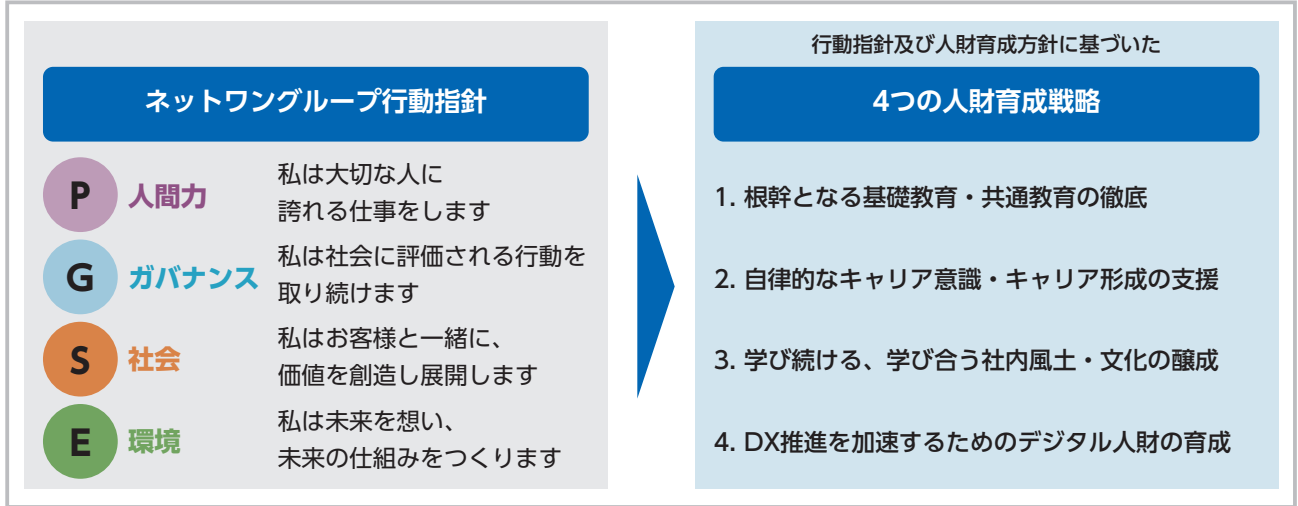 ネットワングループ行動指針
P 人間力
私は大切な人に
誇れる仕事をします
G ガバナンス
私は社会に評価される行動を
取り続けます
S 社会
私はお客様と一緒に、
価値を創造し展開します
E 環境
私は未来を想い、
未来の仕組みをつくります
行動指針及び人財育成方針に基づいた
4つの人財育成戦略
1. 根幹となる基礎教育・共通教育の徹底
2. 自律的なキャリア意識・キャリア形成の支援
3. 学び続ける、学び合う社内風土・文化の醸成
4. DX推進を加速するためのデジタル人財の育成